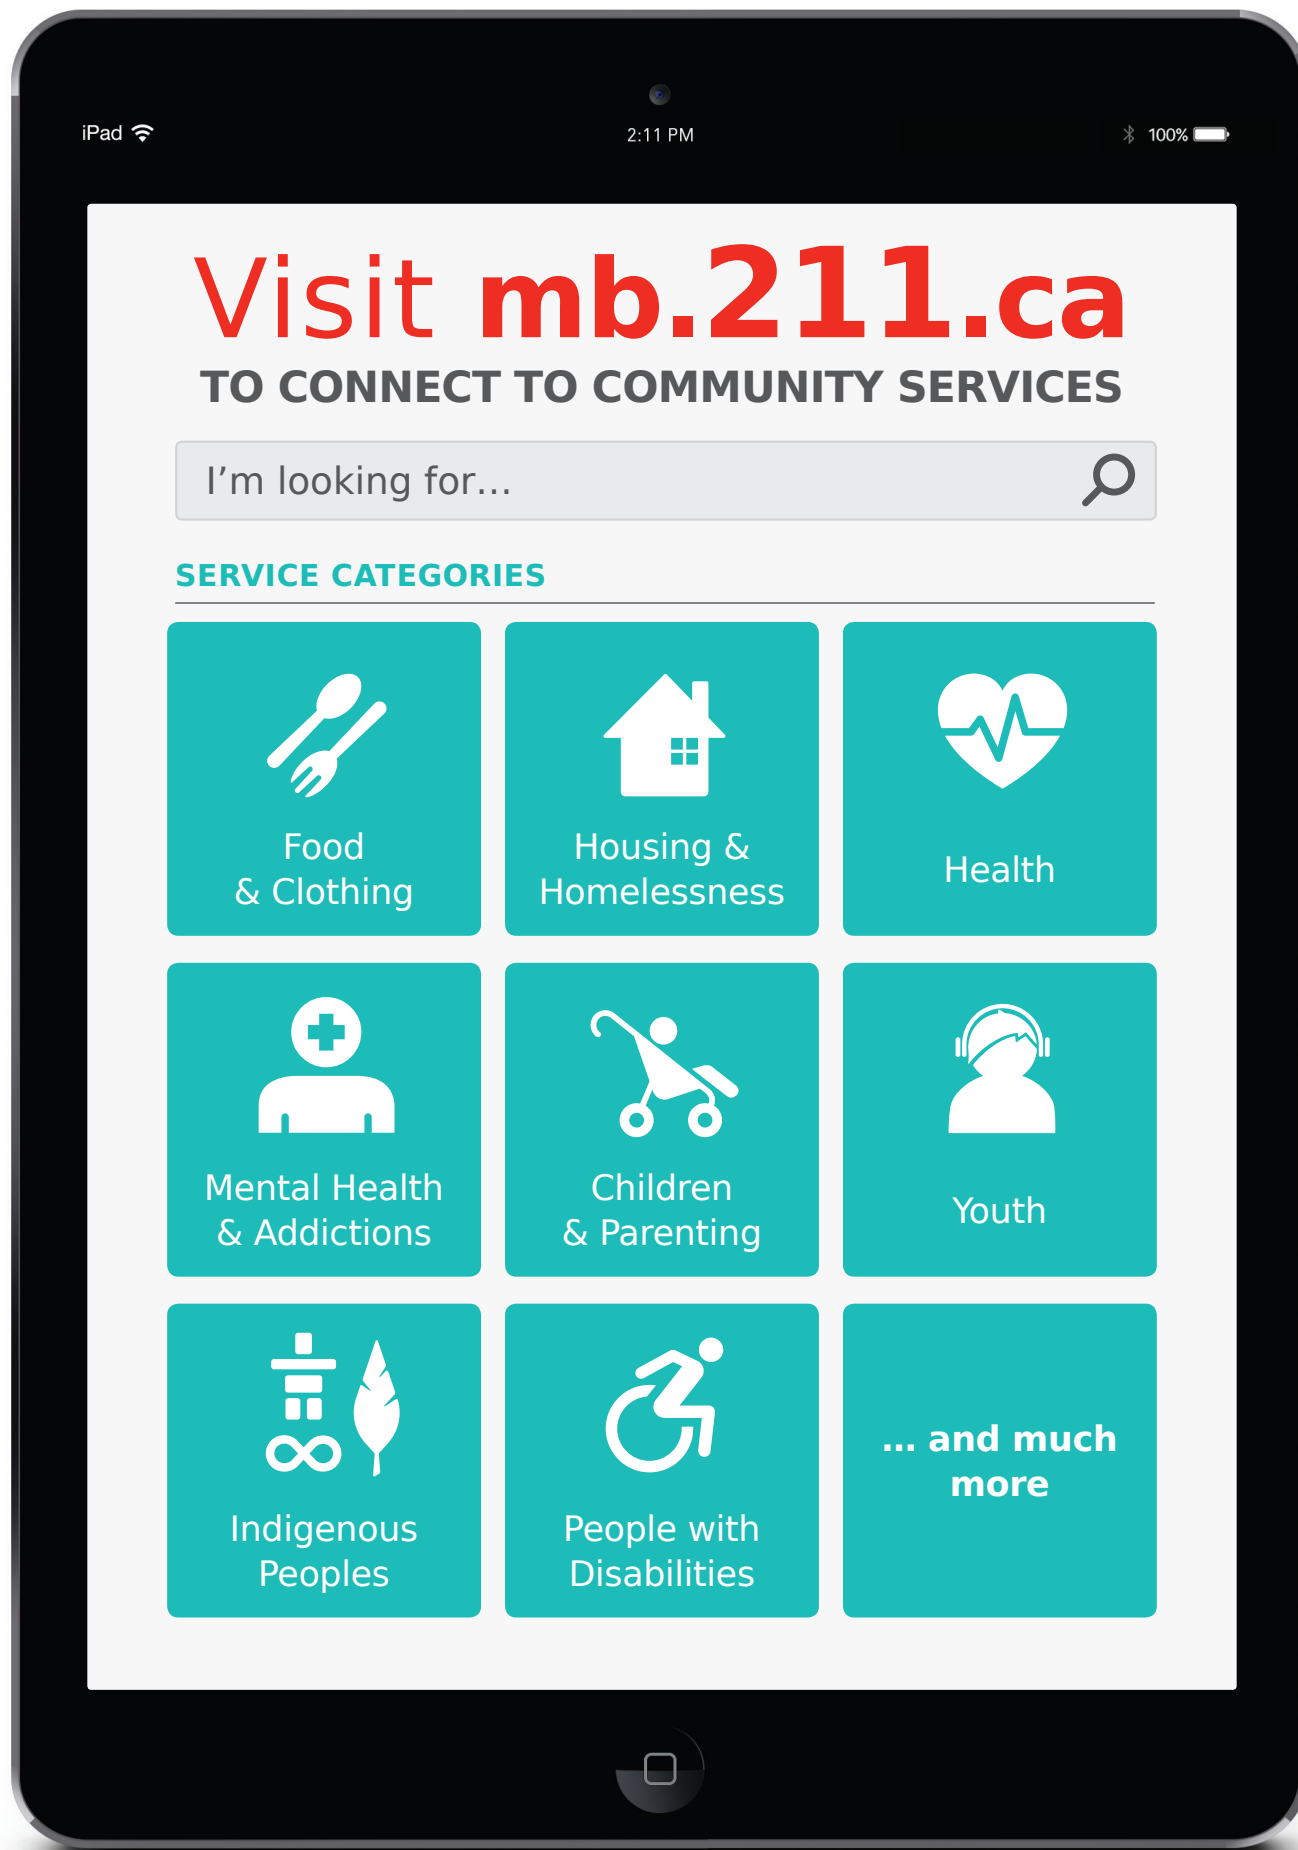 iPad
2:11 PM
100%
Visit mb.211.ca
TO CONNECT TO COMMUNITY SERVICES
I’m looking for...
SERVICE CATEGORIES
Food
& Clothing
Housing &
Homelessness
Health
Mental Health
& Addictions
Children
& Parenting
Youth
Indigenous
Peoples
People with
Disabilities
... and much
more